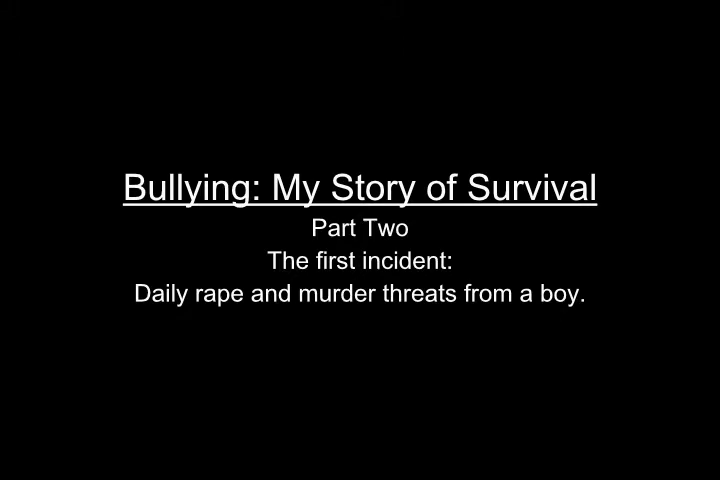 Bullying: My Story of Survival
Part Two
The first incident:
Daily rape and murder threats from a boy.